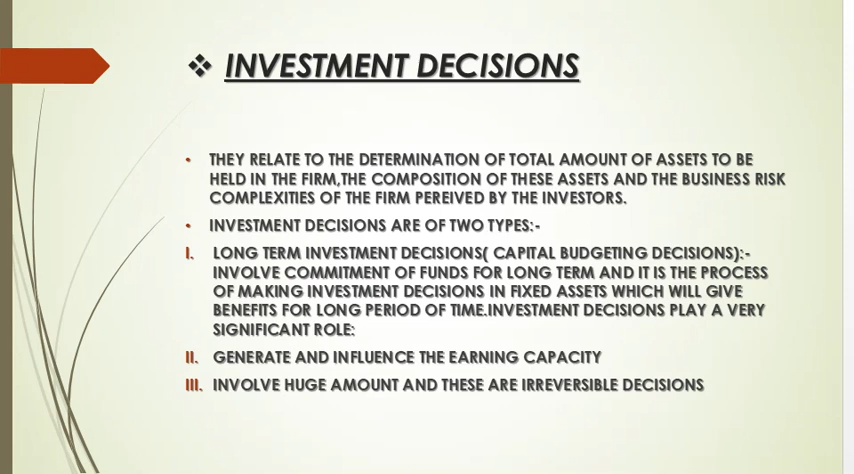 ❖ INVESTMENT DECISIONS
• THEY RELATE TO THE DETERMINATION OF TOTAL AMOUNT OF ASSETS TO BE
HELD IN THE FIRM,THE COMPOSITION OF THESE ASSETS AND THE BUSINESS RISK
COMPLEXITIES OF THE FIRM PEREIVED BY THE INVESTORS.
• INVESTMENT DECISIONS ARE OF TWO TYPES:-
I. LONG TERM INVESTMENT DECISIONS( CAPITAL BUDGETING DECISIONS):-
INVOLVE COMMITMENT OF FUNDS FOR LONG TERM AND IT IS THE PROCESS
OF MAKING INVESTMENT DECISIONS IN FIXED ASSETS WHICH WILL GIVE
BENEFITS FOR LONG PERIOD OF TIME.INVESTMENT DECISIONS PLAY A VERY
SIGNIFICANT ROLE:
II. GENERATE AND INFLUENCE THE EARNING CAPACITY
III. INVOLVE HUGE AMOUNT AND THESE ARE IRREVERSIBLE DECISIONS